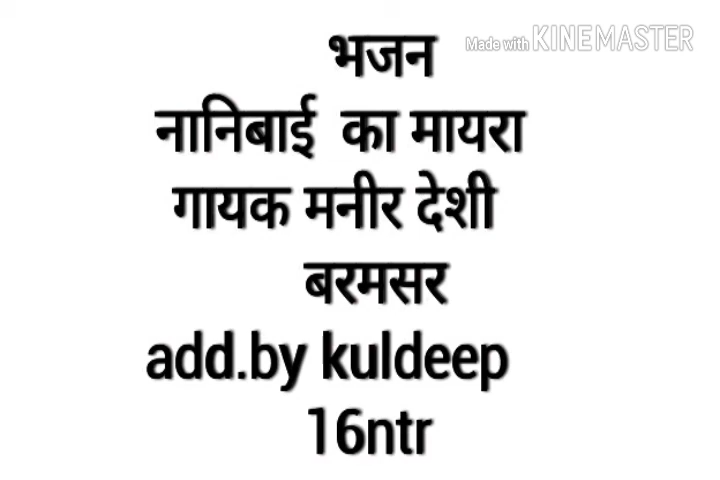 Made with KINEMASTER
भजन
नानिबाई का मायरा
गायक मनीर देशी
बरमसर
add.by kuldeep
16ntr